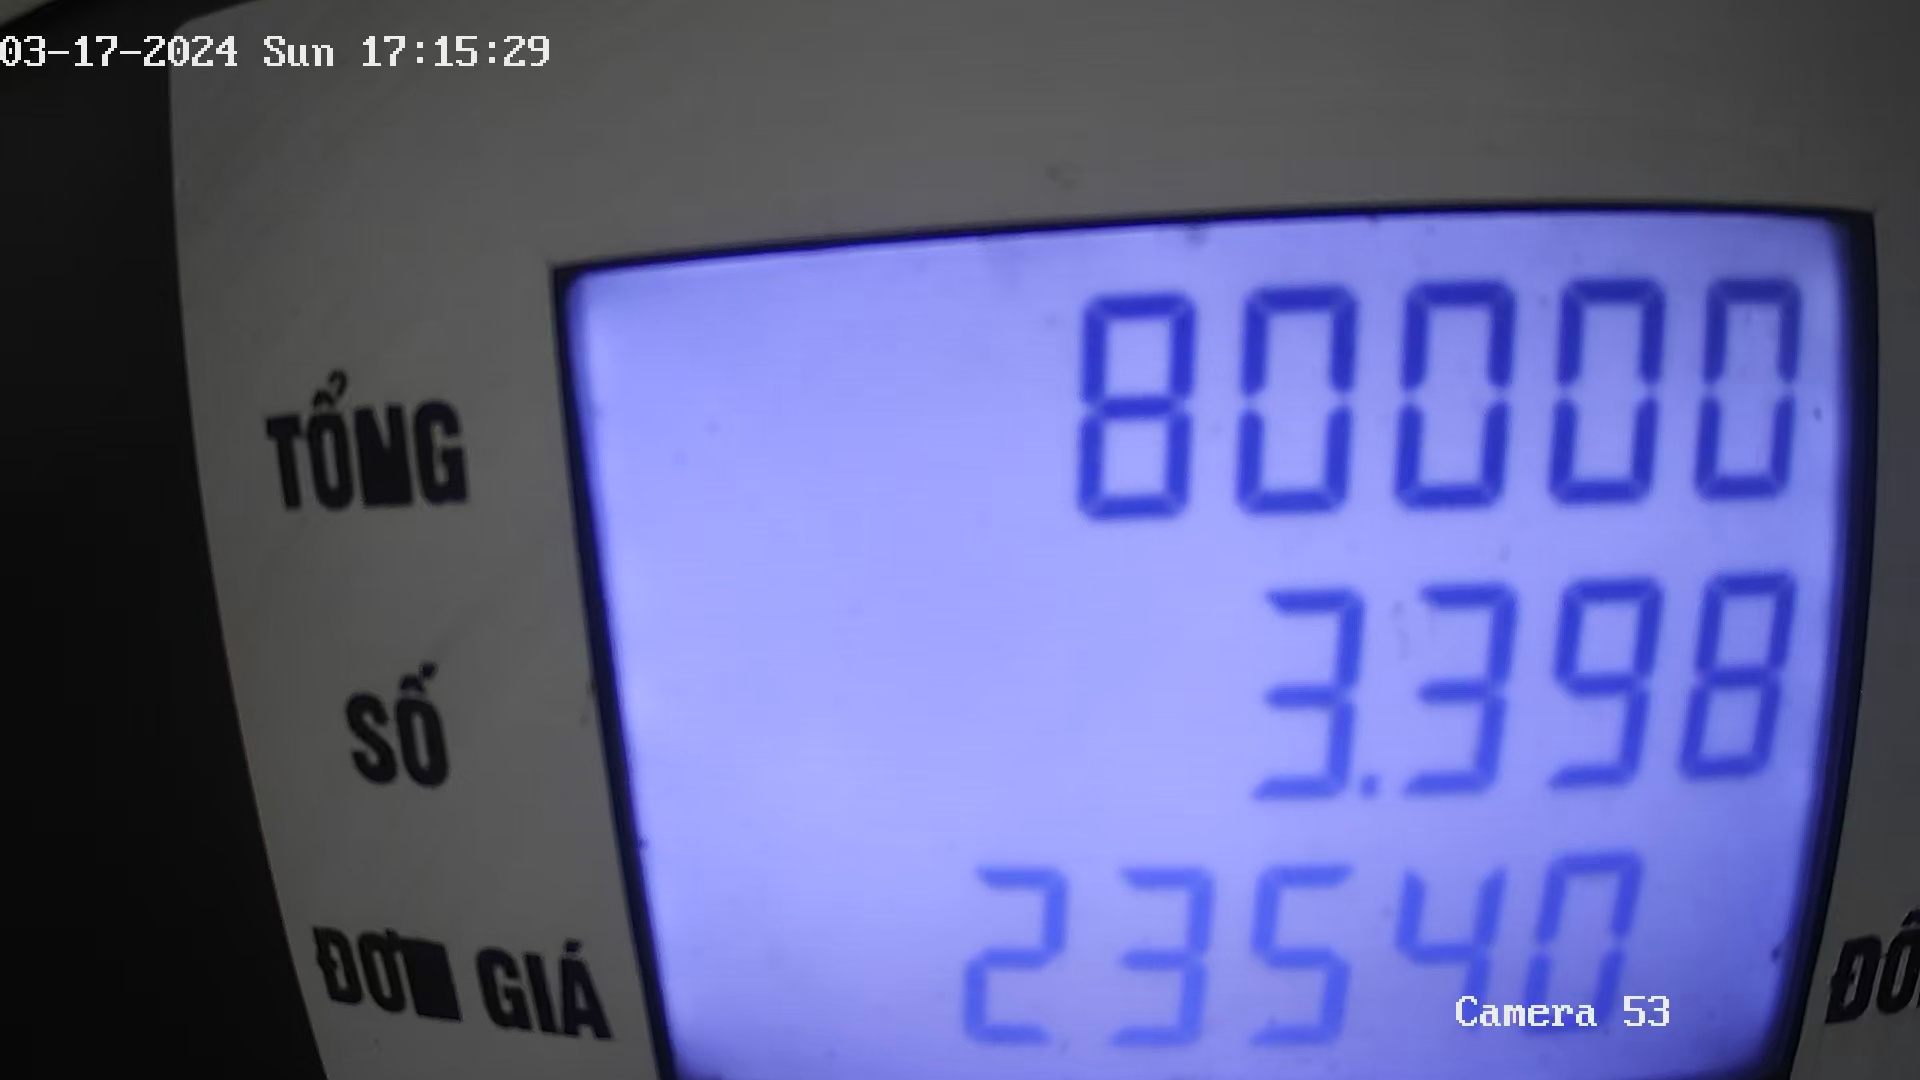 03-17-2024 Sun 17:15:29
TỔNG 80000
SỐ 3.398
ĐƠN GIÁ 23540
Camera 53